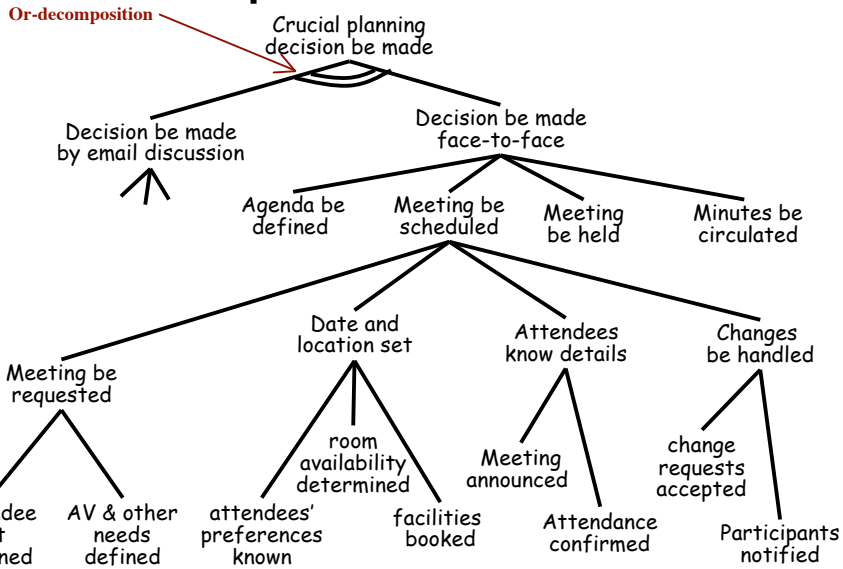 Or-decomposition
Crucial planning
decision be made
Decision be made
by email discussion
Decision be made
face-to-face
Agenda be
defined
Meeting be
scheduled
Meeting
be held
Minutes be
circulated
Meeting be
requested
Date and
location set
Attendees
know details
Changes
be handled
AV & other
needs
defined
attendees’
preferences
known
room
availability
determined
facilities
booked
Meeting
announced
Attendance
confirmed
change
requests
accepted
Participants
notified